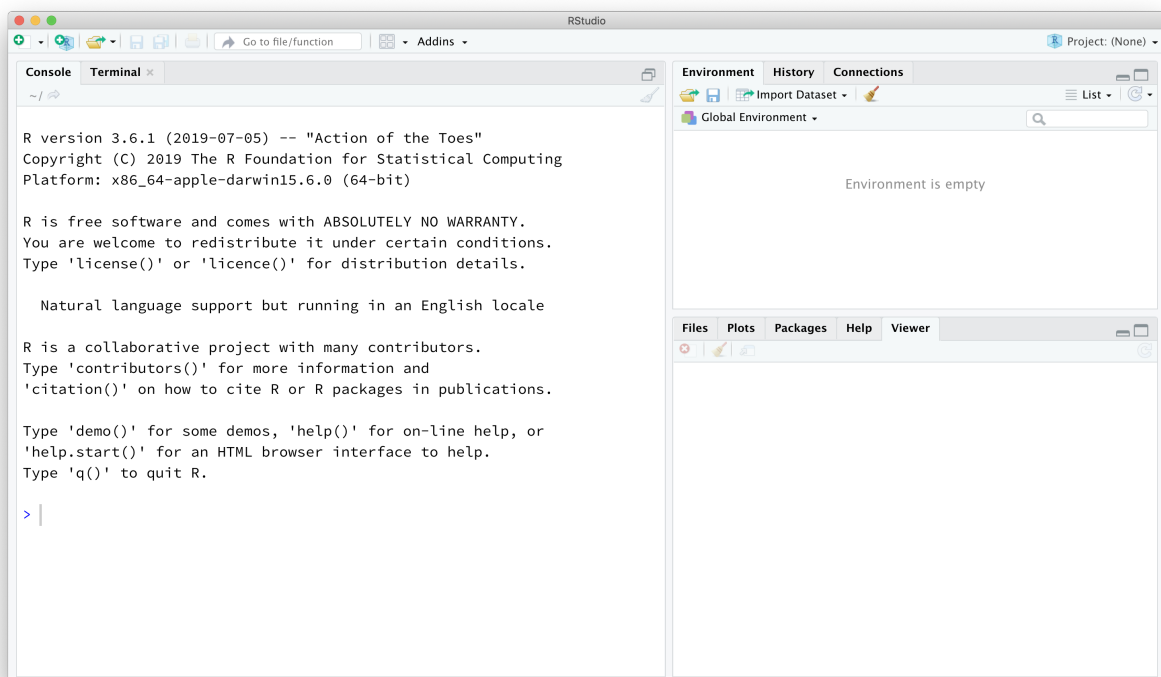 RStudio
Go to file/function
Addins
Project: (None)
Console
Terminal
~/
R version 3.6.1 (2019-07-05) -- "Action of the Toes"
Copyright (C) 2019 The R Foundation for Statistical Computing
Platform: x86_64-apple-darwin15.6.0 (64-bit)
R is free software and comes with ABSOLUTELY NO WARRANTY.
You are welcome to redistribute it under certain conditions.
Type 'license()' or 'licence()' for distribution details.
Natural language support but running in an English locale
R is a collaborative project with many contributors.
Type 'contributors()' for more information and
'citation()' on how to cite R or R packages in publications.
Type 'demo()' for some demos, 'help()' for on-line help, or
'help.start()' for an HTML browser interface to help.
Type 'q()' to quit R.
>
Environment
History
Connections
Import Dataset
List
Global Environment
Environment is empty
Files
Plots
Packages
Help
Viewer